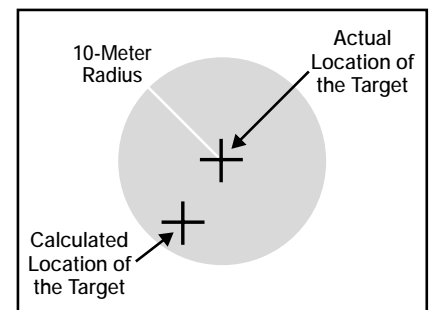 10-Meter
Radius
Actual
Location of
the Target
Calculated
Location of
the Target